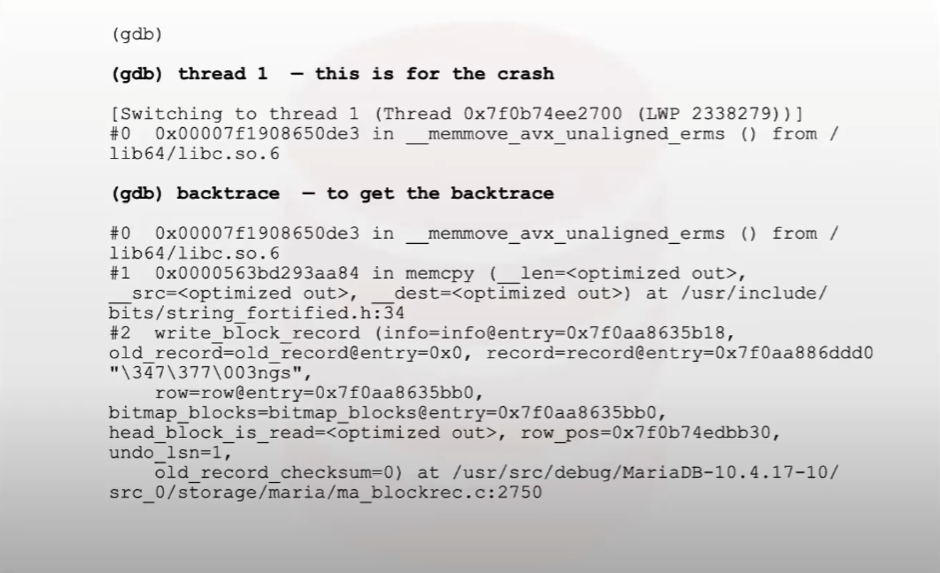 (gdb)
(gdb) thread 1 – this is for the crash
[Switching to thread 1 (Thread 0x7f0b74ee2700 (LWP 2338279))]
#0 0x00007f1908650de3 in __memmove_avx_unaligned_erms () from /
lib64/libc.so.6
(gdb) backtrace – to get the backtrace
#0 0x00007f1908650de3 in __memmove_avx_unaligned_erms () from /
lib64/libc.so.6
#1 0x0000563bd293aa84 in memcpy (__len=<optimized out>,
__src=<optimized out>, __dest=<optimized out>) at /usr/include/
bits/string_fortified.h:34
#2 write_block_record (info=info@entry=0x7f0aa8635b18,
old_record=old_record@entry=0x0, record=record@entry=0x7f0aa886ddd0
"\347\377\003ngs",
row=row@entry=0x7f0aa8635bb0,
bitmap_blocks=bitmap_blocks@entry=0x7f0aa8635bb0,
head_block_is_read=<optimized out>, row_pos=0x7f0b74edbb30,
undo_lsn=1,
old_record_checksum=0) at /usr/src/debug/MariaDB-10.4.17-10/
src_0/storage/maria/ma_blockrec.c:2750